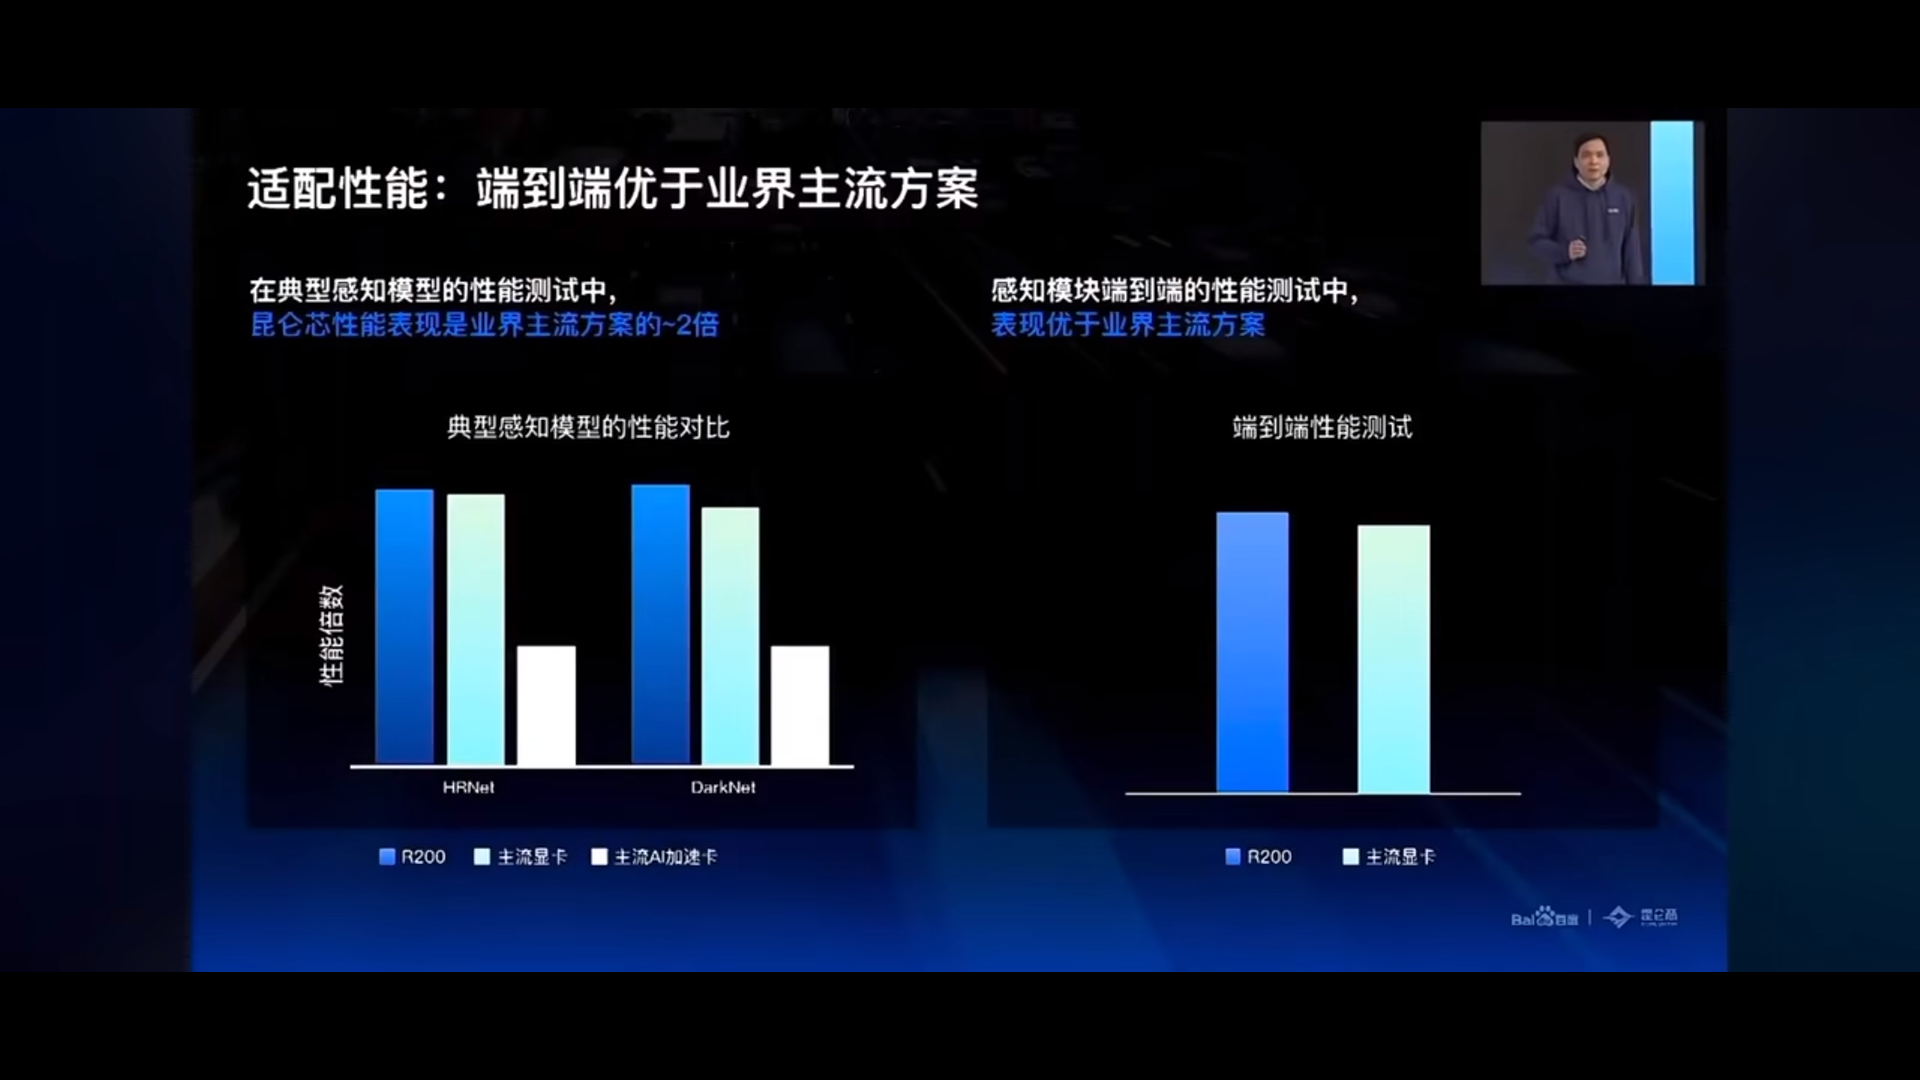 适配性能：端到端优于业界主流方案
在典型感知模型的性能测试中，
昆仑芯性能表现是业界主流方案的~2倍
典型感知模型的性能对比
性能倍数
HRNet
DarkNet
R200
主流显卡
主流AI加速卡
感知模块端到端的性能测试中，
表现优于业界主流方案
端到端性能测试
R200
主流显卡
Bai百度
昆仑芯